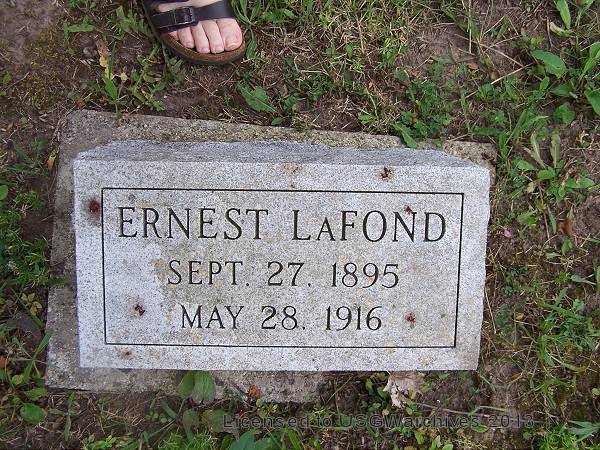 ERNEST LaFOND
SEPT. 27, 1895
MAY 28, 1916
Licensed to USGWarchives 2013